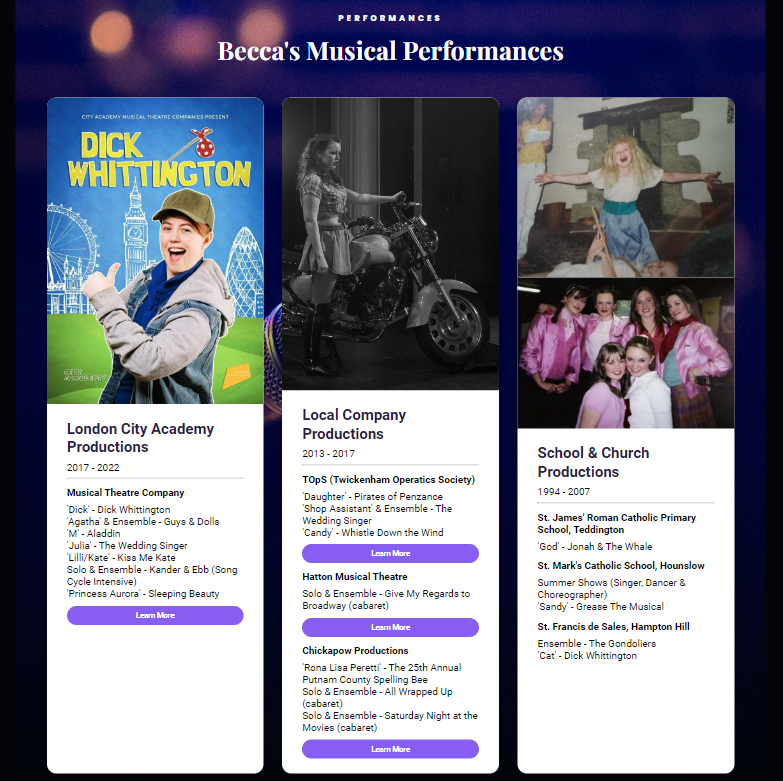 PERFORMANCES
Becca's Musical Performances
CITY ACADEMY MUSICAL THEATRE COMPANIES PRESENT
DICK
WHITTINGTON
CITY
ACADEMY
London City Academy
Productions
2017 - 2022
Musical Theatre Company
'Dick' - Dick Whittington
'Agatha' & Ensemble - Guys & Dolls
'M' - Aladdin
'Julia' - The Wedding Singer
'Lilli/Kate' - Kiss Me Kate
Solo & Ensemble - Kander & Ebb (Song
Cycle Intensive)
'Princess Aurora' - Sleeping Beauty
Learn More
Local Company
Productions
2013 - 2017
TOpS (Twickenham Operatics Society)
'Daughter' - Pirates of Penzance
'Shop Assistant' & Ensemble - The
Wedding Singer
'Candy' - Whistle Down the Wind
Learn More
Hatton Musical Theatre
Solo & Ensemble - Give My Regards to
Broadway (cabaret)
Learn More
Chickapow Productions
'Rona Lisa Peretti' - The 25th Annual
Putnam County Spelling Bee
Solo & Ensemble - All Wrapped Up
(cabaret)
Solo & Ensemble - Saturday Night at the
Movies (cabaret)
Learn More
School & Church
Productions
1994 - 2007
St. James' Roman Catholic Primary
School, Teddington
'God' - Jonah & The Whale
St. Mark's Catholic School, Hounslow
Summer Shows (Singer, Dancer &
Choreographer)
'Sandy' - Grease The Musical
St. Francis de Sales, Hampton Hill
Ensemble - The Gondoliers
'Cat' - Dick Whittington